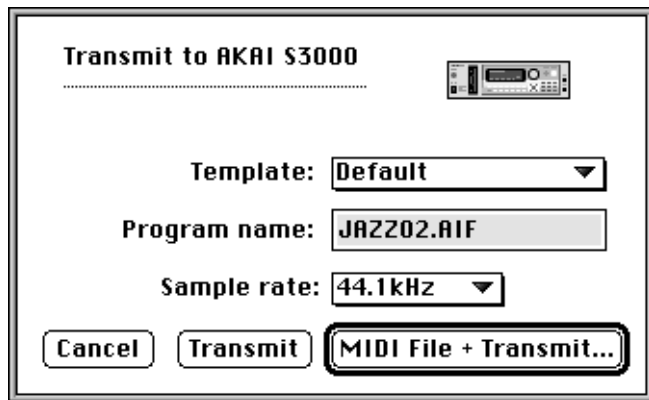 Transmit to AKAI S3000
Template: Default
Program name: JAZZ02.AIF
Sample rate: 44.1kHz
Cancel Transmit MIDI File + Transmit...